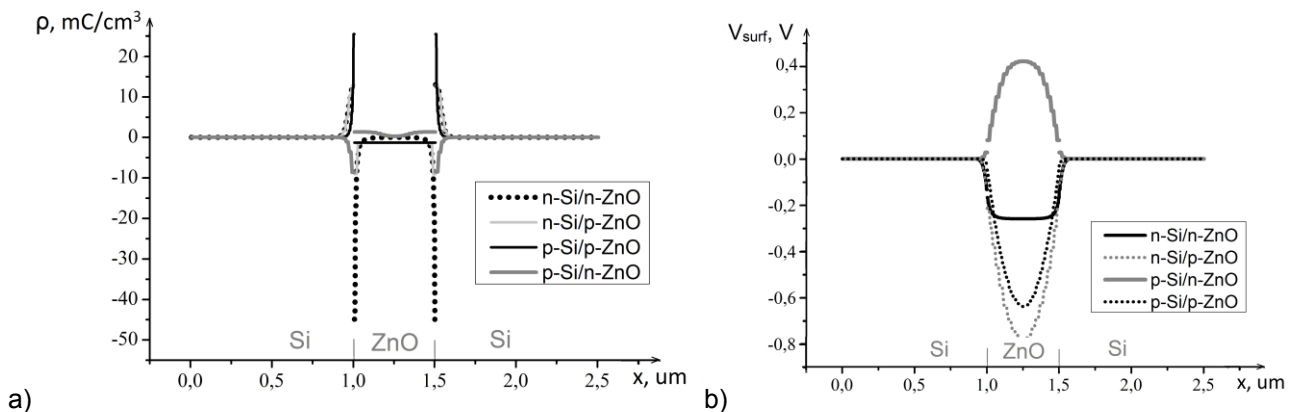 ρ, mC/cm³
20
10
0
-10
-20
-30
-40
-50
n-Si/n-ZnO
n-Si/p-ZnO
p-Si/p-ZnO
p-Si/n-ZnO
Si ZnO Si
0,0 0,5 1,0 1,5 2,0 2,5 x, um
a)
V_surf, V
0,4
0,2
0,0
-0,2
-0,4
-0,6
-0,8
n-Si/n-ZnO
n-Si/p-ZnO
p-Si/n-ZnO
p-Si/p-ZnO
Si ZnO Si
0,0 0,5 1,0 1,5 2,0 2,5 x, um
b)